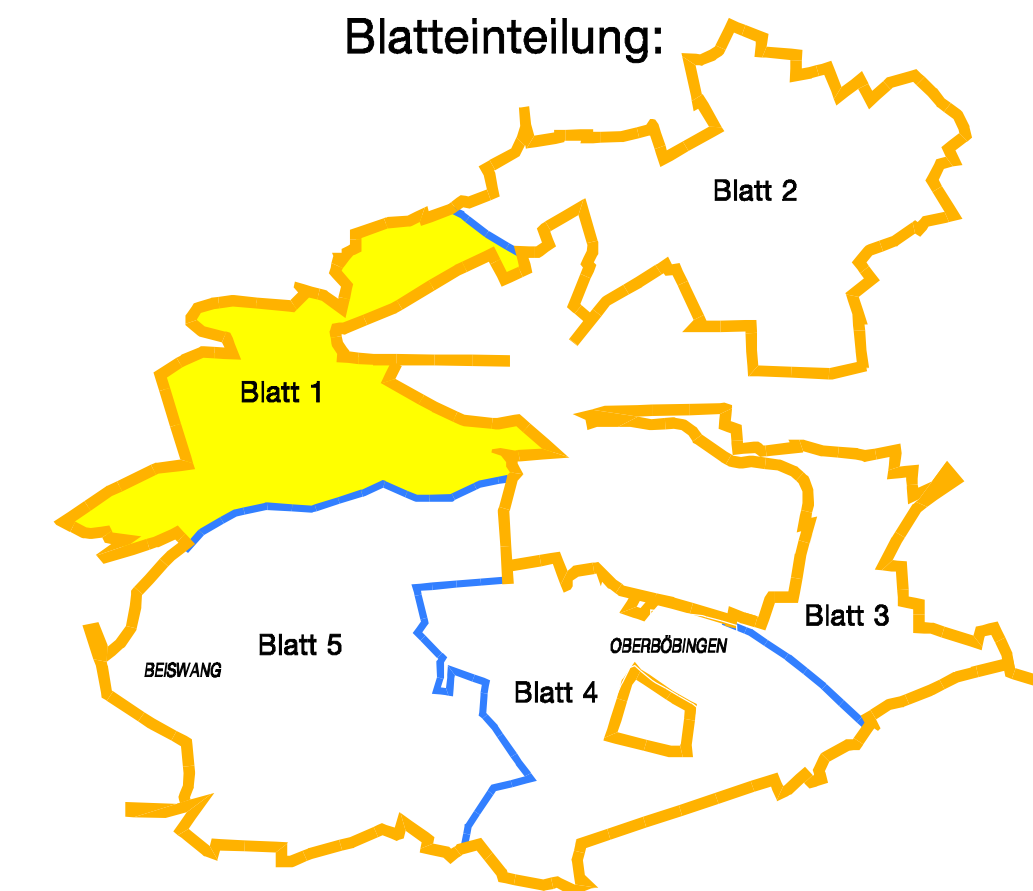 Blatteinteilung:
Blatt 2
Blatt 1
Blatt 3
Blatt 5
OBERBÖBINGEN
BEISWANG
Blatt 4